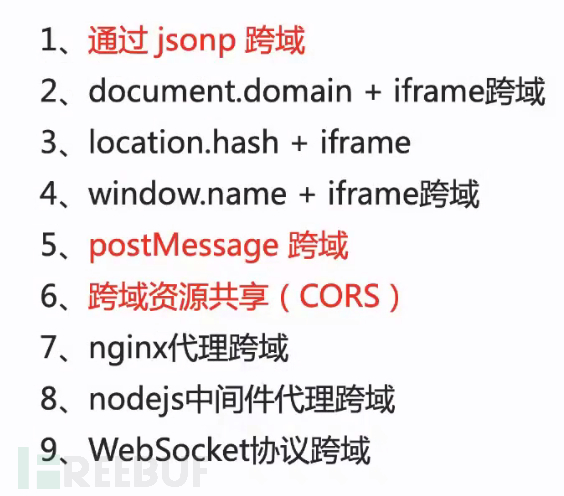 1、通过 jsonp 跨域
2、document.domain + iframe跨域
3、location.hash + iframe
4、window.name + iframe跨域
5、postMessage 跨域
6、跨域资源共享（CORS）
7、nginx代理跨域
8、nodejs中间件代理跨域
9、WebSocket协议跨域
FREEBUF